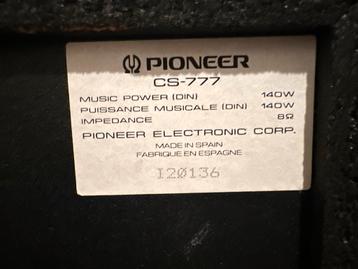 PIONEER
CS-777
MUSIC POWER (DIN) 140W
PUISSANCE MUSICALE (DIN) 140W
IMPEDANCE 8Ω
PIONEER ELECTRONIC CORP.
MADE IN SPAIN
FABRIQUE EN ESPAGNE
I20136